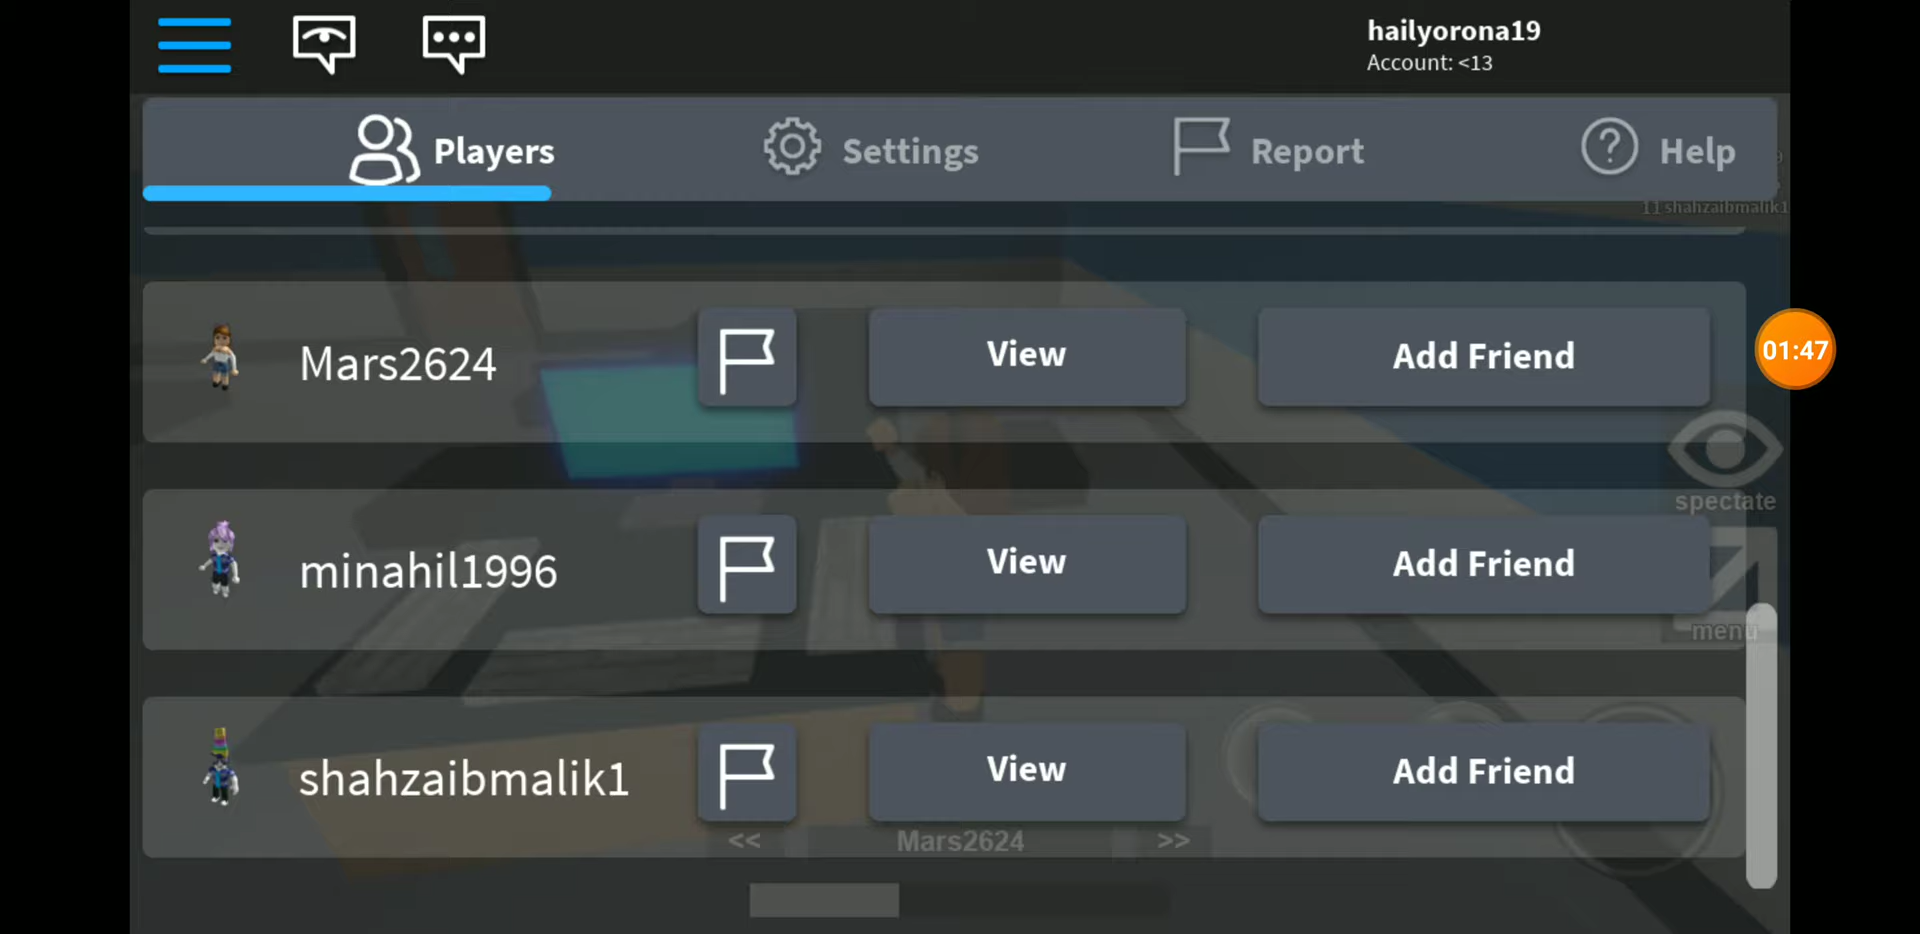 hailyorona19
Account: <13
Players
Settings
Report
Help
11 shahzaibmalik1
Mars2624
View
Add Friend
01:47
spectate
minahil1996
View
Add Friend
menu
shahzaibmalik1
View
Add Friend
<< Mars2624 >>